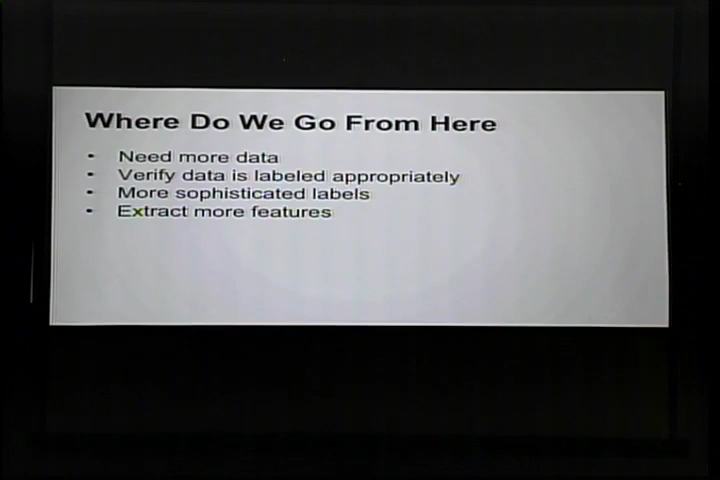 Where Do We Go From Here
• Need more data
• Verify data is labeled appropriately
• More sophisticated labels
• Extract more features